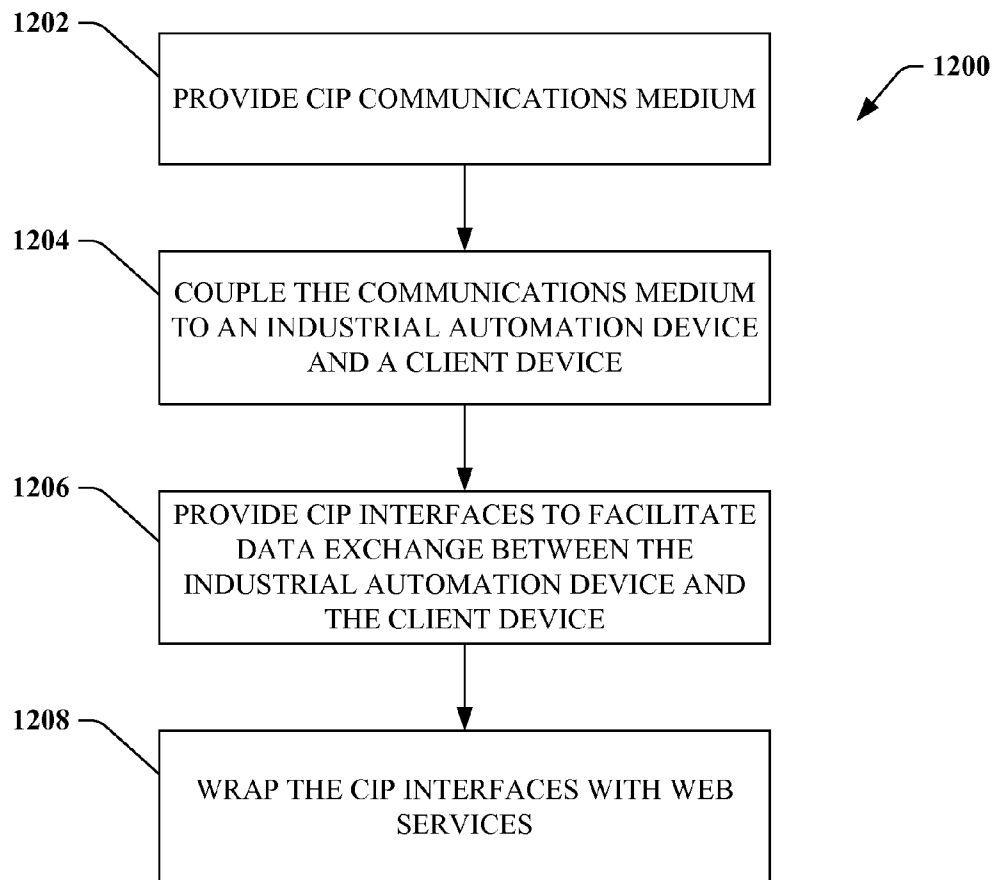 1202
1200
PROVIDE CIP COMMUNICATIONS MEDIUM
1204
COUPLE THE COMMUNICATIONS MEDIUM
TO AN INDUSTRIAL AUTOMATION DEVICE
AND A CLIENT DEVICE
1206
PROVIDE CIP INTERFACES TO FACILITATE
DATA EXCHANGE BETWEEN THE
INDUSTRIAL AUTOMATION DEVICE AND
THE CLIENT DEVICE
1208
WRAP THE CIP INTERFACES WITH WEB
SERVICES